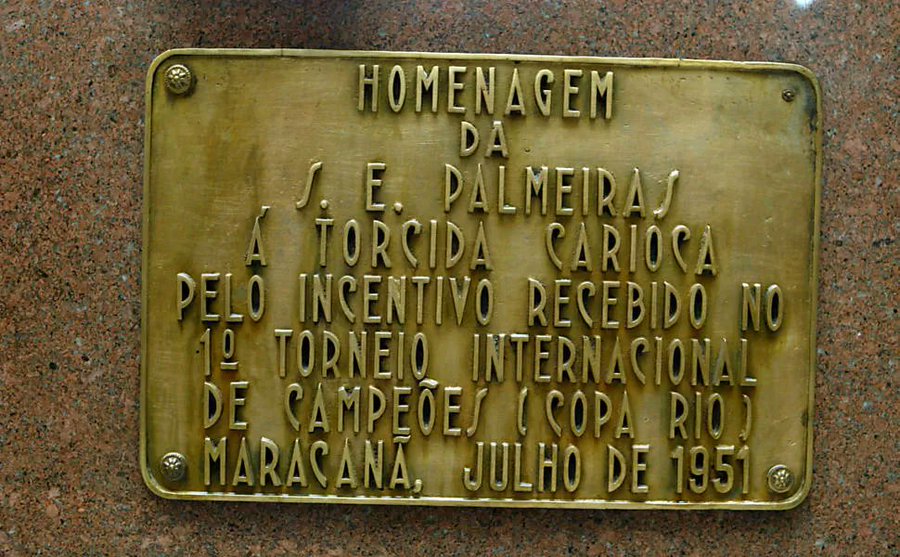 HOMENAGEM
DA
S. E. PALMEIRAS
Á TORCIDA CARIOCA
PELO INCENTIVO RECEBIDO NO
1º TORNEIO INTERNACIONAL
DE CAMPEÕES (COPA RIO)
MARACANÃ, JULHO DE 1951